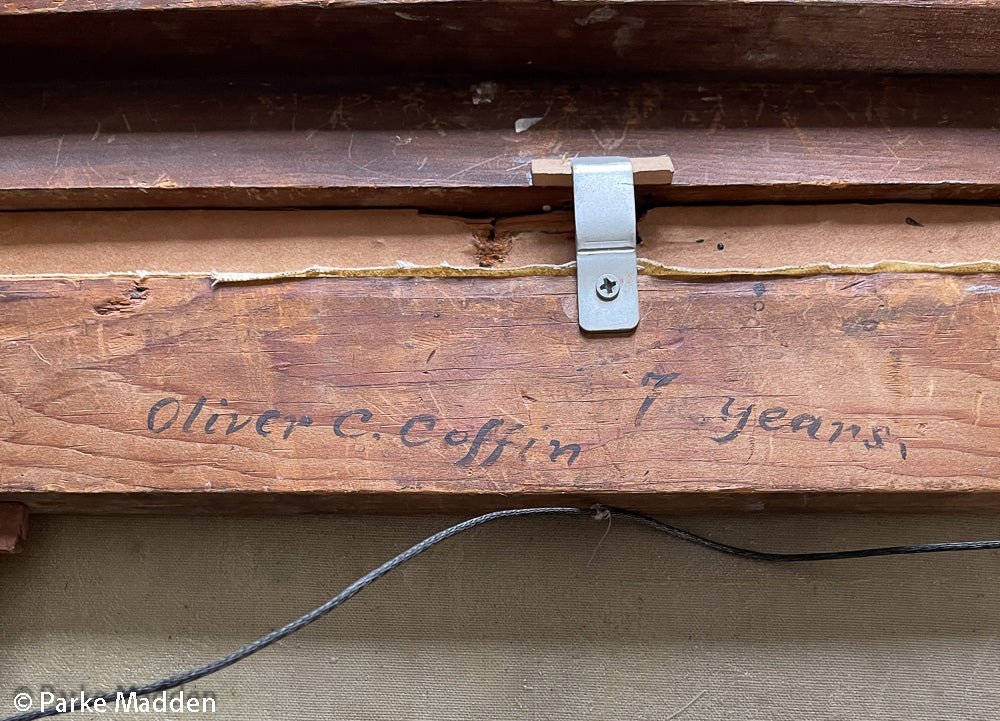 Oliver C. Coffin 7 years.
© Parke Madden